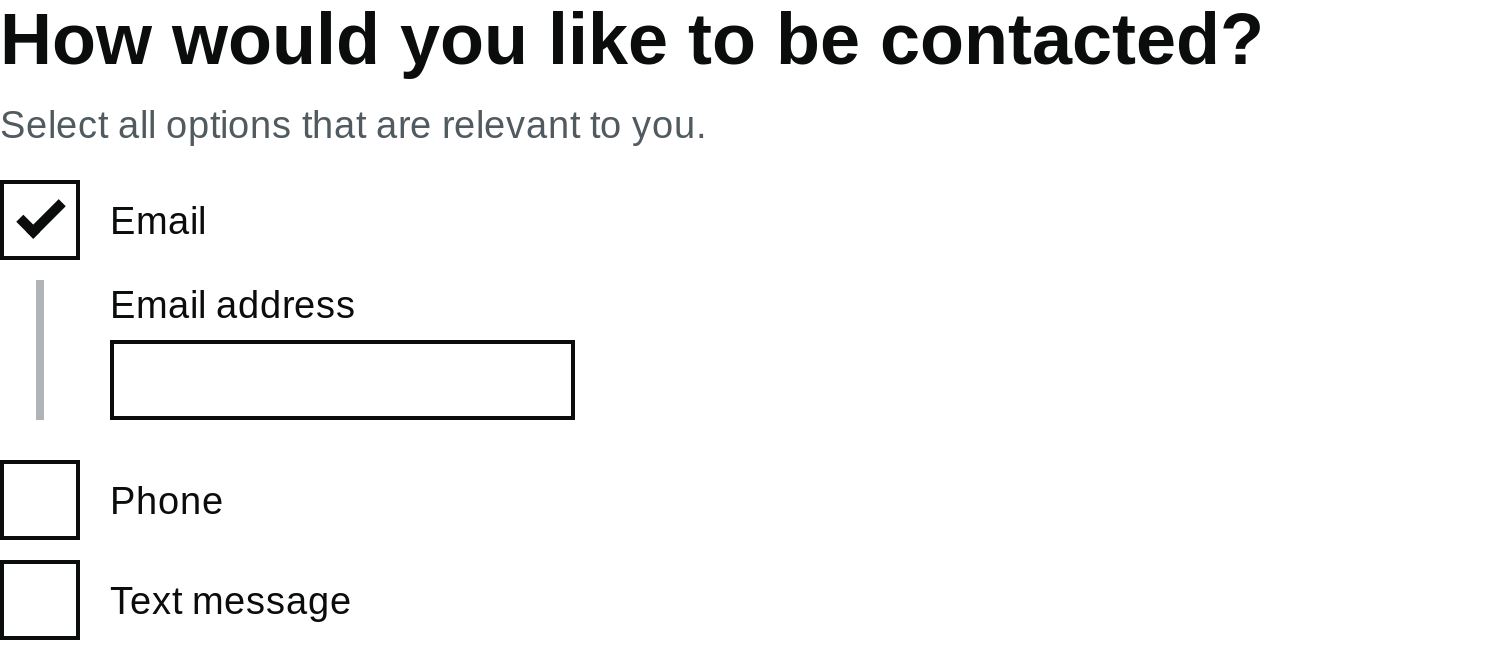 How would you like to be contacted?
Select all options that are relevant to you.
Email
Email address
Phone
Text message